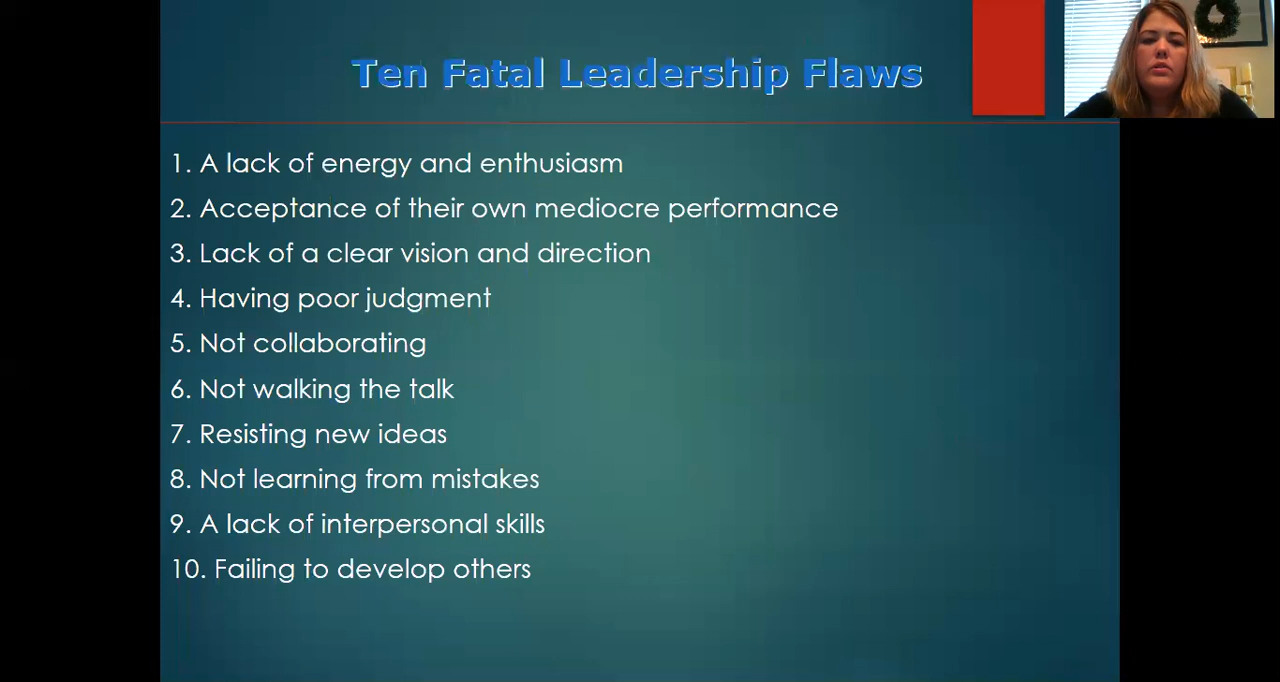 Ten Fatal Leadership Flaws
1. A lack of energy and enthusiasm
2. Acceptance of their own mediocre performance
3. Lack of a clear vision and direction
4. Having poor judgment
5. Not collaborating
6. Not walking the talk
7. Resisting new ideas
8. Not learning from mistakes
9. A lack of interpersonal skills
10. Failing to develop others